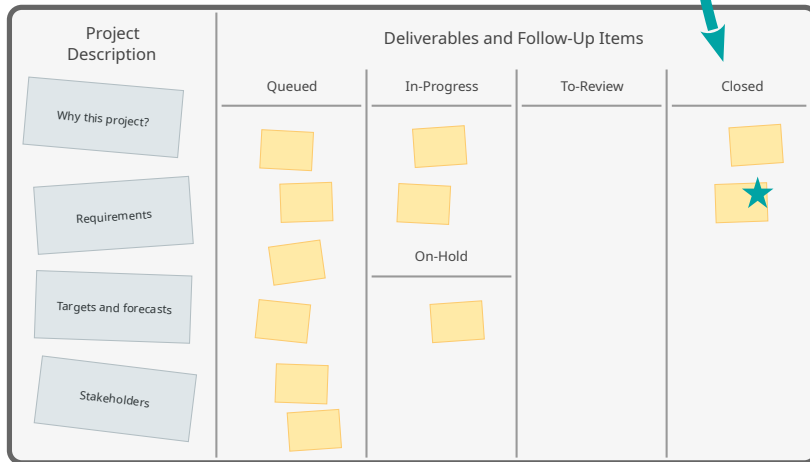 Project
Description
Deliverables and Follow-Up Items
Queued
In-Progress
To-Review
Closed
Why this project?
Requirements
On-Hold
Targets and forecasts
Stakeholders